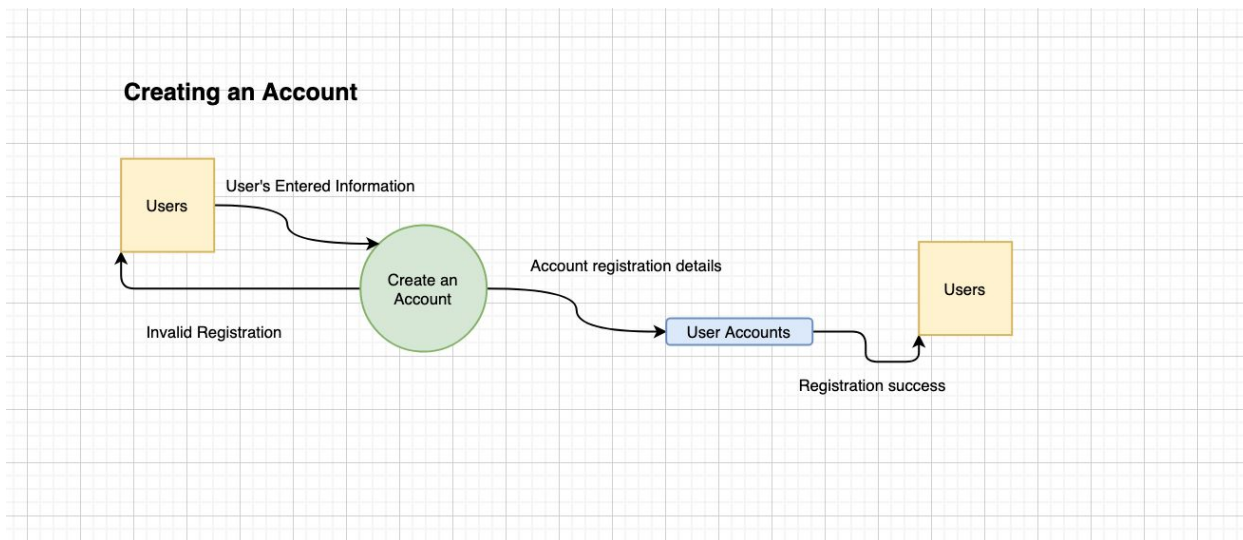 Creating an Account
Users
User's Entered Information
Create an
Account
Invalid Registration
Account registration details
User Accounts
Users
Registration success